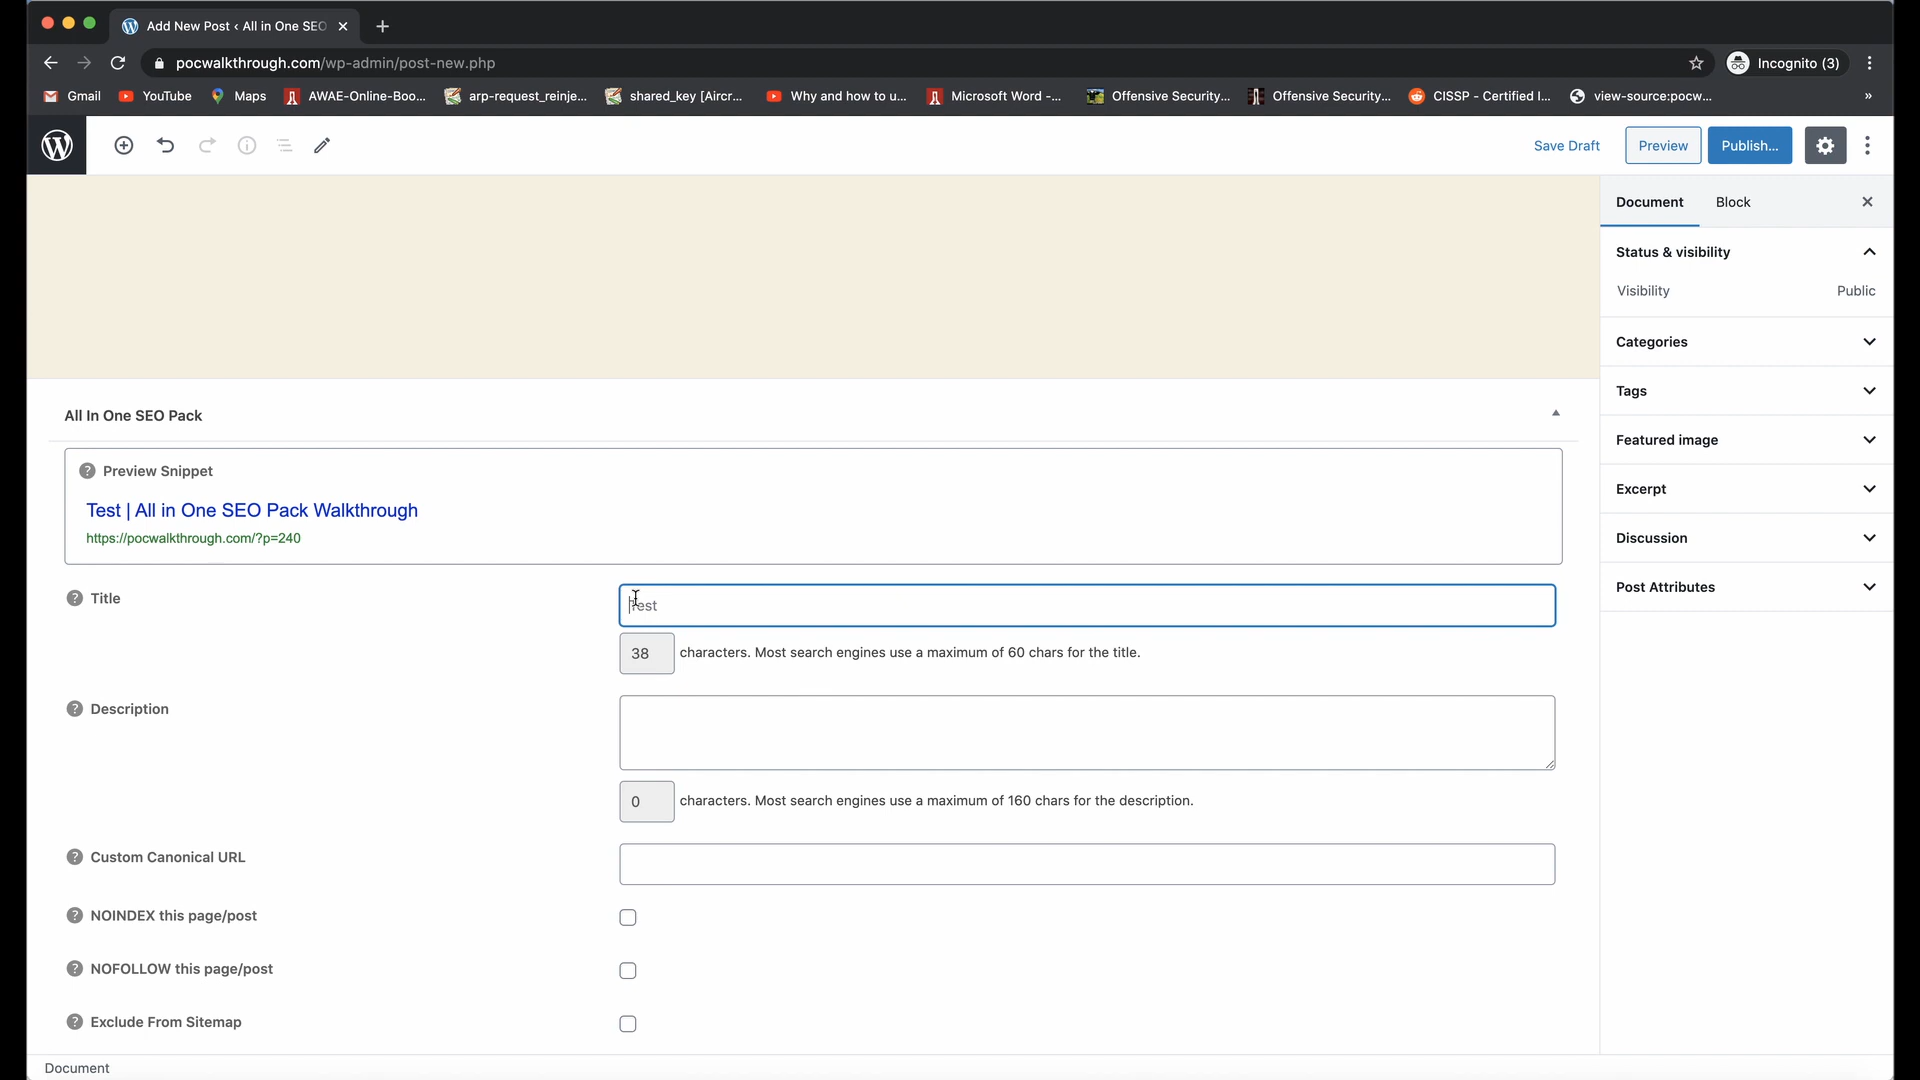 Add New Post ‹ All in One SEO
pocwalkthrough.com/wp-admin/post-new.php
Incognito (3)
Gmail
YouTube
Maps
AWAE-Online-Boo...
arp-request_reinje...
shared_key [Aircr...
Why and how to u...
Microsoft Word -...
Offensive Security...
Offensive Security...
CISSP - Certified I...
view-source:pocw...
»
Save Draft
Preview
Publish...
Document
Block
Status & visibility
Visibility
Public
Categories
Tags
Featured image
Excerpt
Discussion
Post Attributes
All In One SEO Pack
Preview Snippet
Test | All in One SEO Pack Walkthrough
https://pocwalkthrough.com/?p=240
Title
Test
38 characters. Most search engines use a maximum of 60 chars for the title.
Description
0 characters. Most search engines use a maximum of 160 chars for the description.
Custom Canonical URL
NOINDEX this page/post
NOFOLLOW this page/post
Exclude From Sitemap
Document